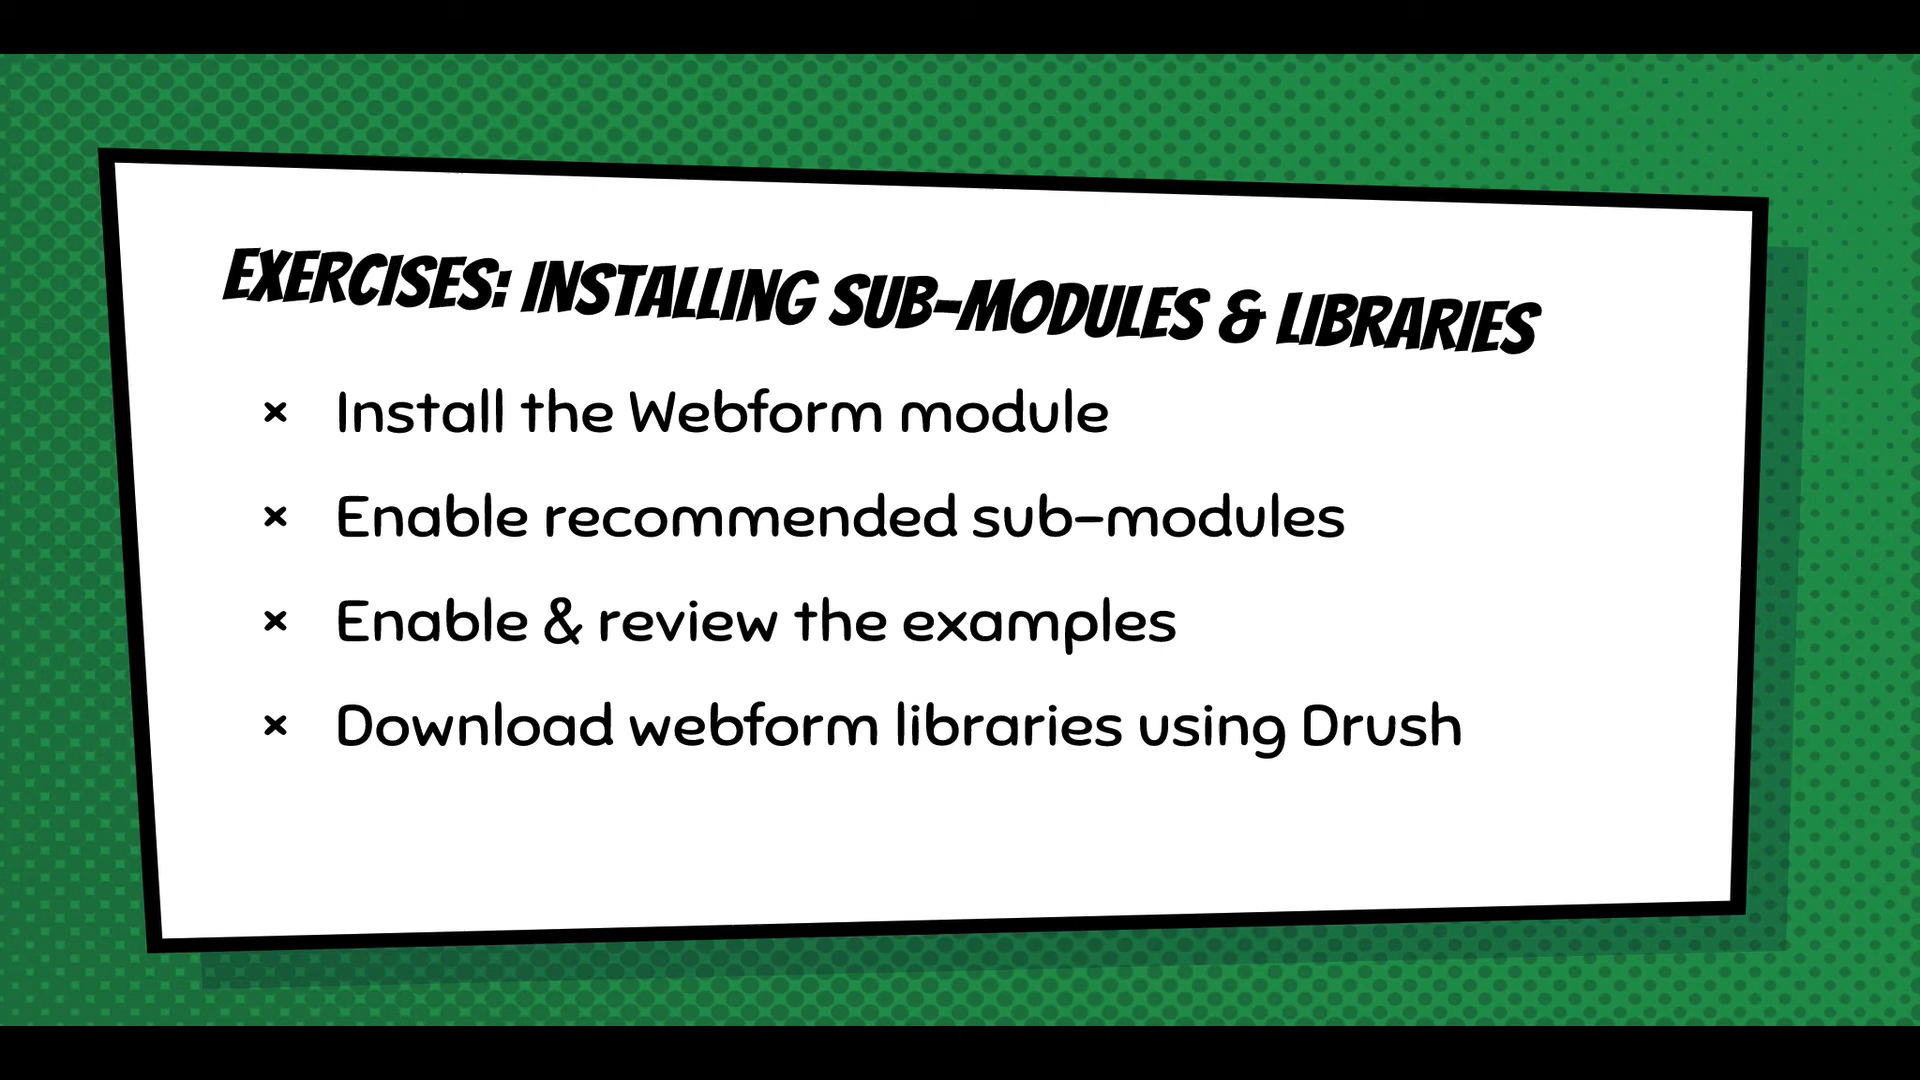 EXERCISES: INSTALLING SUB-MODULES & LIBRARIES
× Install the Webform module
× Enable recommended sub-modules
× Enable & review the examples
× Download webform libraries using Drush